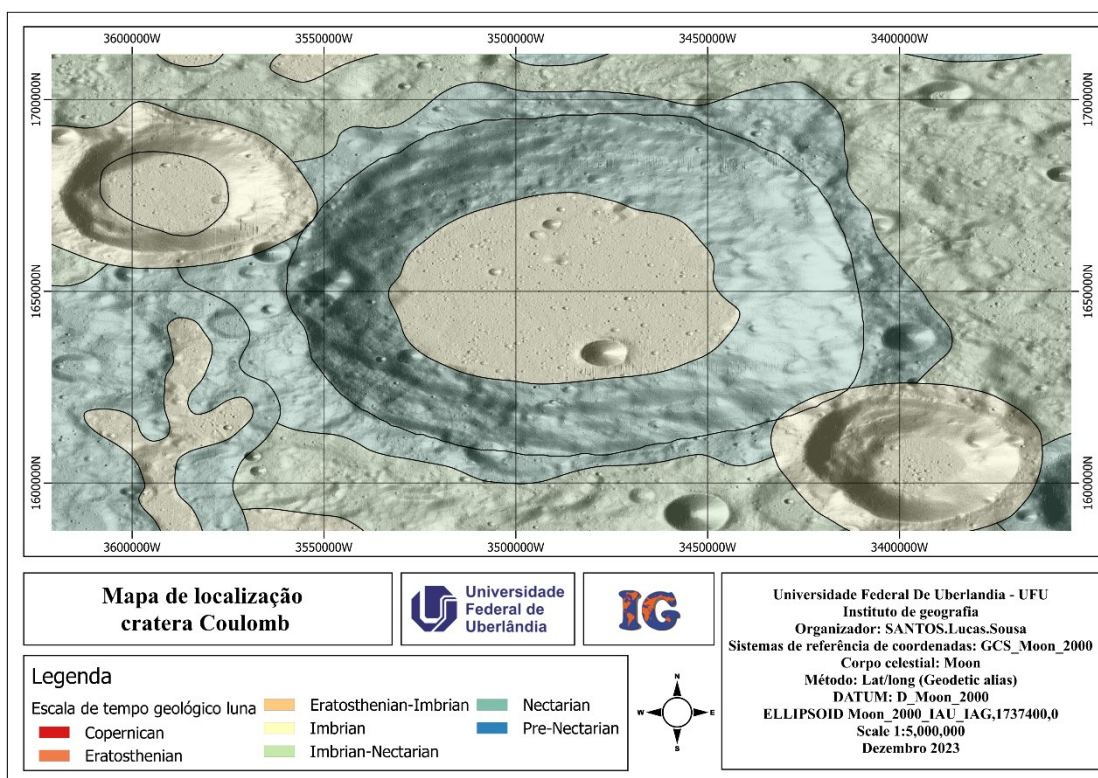 3600000W 3550000W 3500000W 3450000W 3400000W
1700000N 1700000N
1650000N 1650000N
1600000N 1600000N
3600000W 3550000W 3500000W 3450000W 3400000W
Mapa de localização
cratera Coulomb
Universidade
Federal de
Uberlândia
IG
Universidade Federal De Uberlandia - UFU
Instituto de geografia
Organizador: SANTOS.Lucas.Sousa
Sistemas de referência de coordenadas: GCS_Moon_2000
Corpo celestial: Moon
Método: Lat/long (Geodetic alias)
DATUM: D_Moon_2000
ELLIPSOID Moon_2000_IAU_IAG,1737400,0
Scale 1:5,000,000
Dezembro 2023
Legenda
Escala de tempo geológico luna
Copernican
Eratosthenian
Eratosthenian-Imbrian
Imbrian
Imbrian-Nectarian
Nectarian
Pre-Nectarian
N
W E
S